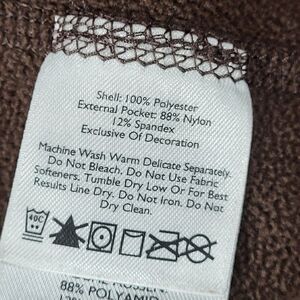 Shell: 100% Polyester
External Pocket: 88% Nylon
12% Spandex
Exclusive Of Decoration
Machine Wash Warm Delicate Separately.
Do Not Bleach. Do Not Use Fabric
Softeners. Tumble Dry Low Or For Best
Results Line Dry. Do Not Iron. Do Not
Dry Clean.
40C
88% POLYAMID